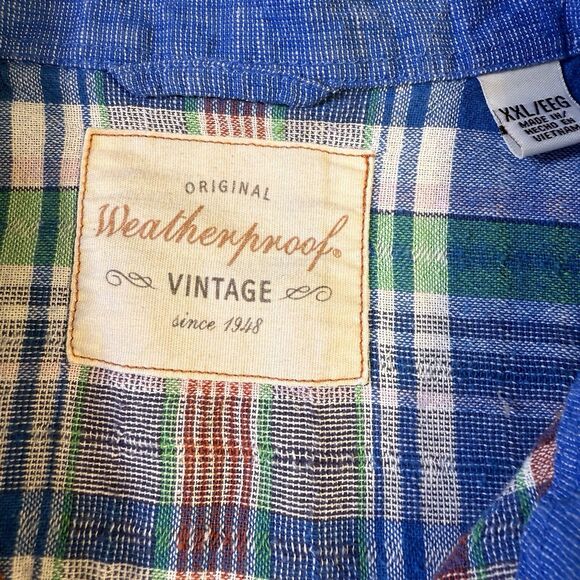 ORIGINAL
Weatherproof®
VINTAGE
since 1948
XXL/EEG
MADE IN/
HECHO EN
VIETNAM